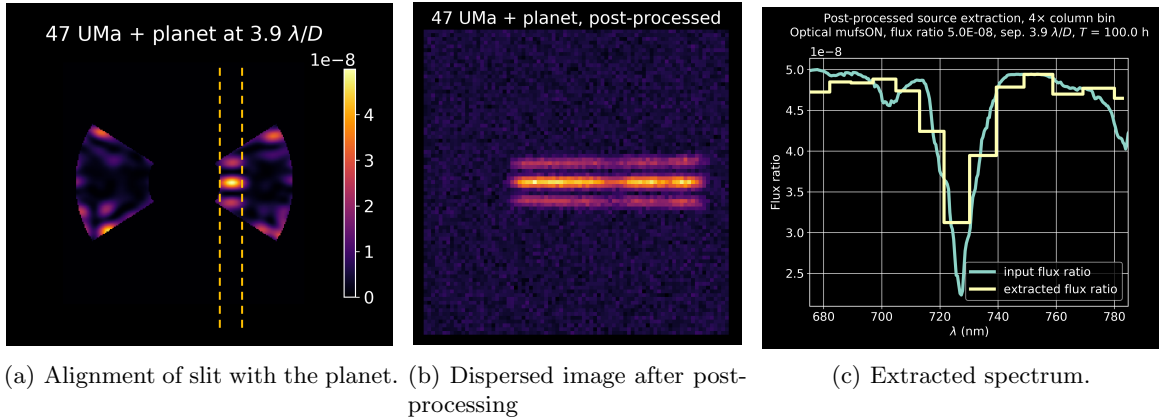 47 UMa + planet at 3.9 λ/D
1e−8
4
3
2
1
0
(a) Alignment of slit with the planet.
47 UMa + planet, post-processed
(b) Dispersed image after post-
processing
Post-processed source extraction, 4× column bin
Optical mufsON, flux ratio 5.0E-08, sep. 3.9 λ/D, T = 100.0 h
1e−8
5.0
4.5
4.0
3.5
3.0
2.5
Flux ratio
input flux ratio
extracted flux ratio
680 700 720 740 760 780
λ (nm)
(c) Extracted spectrum.